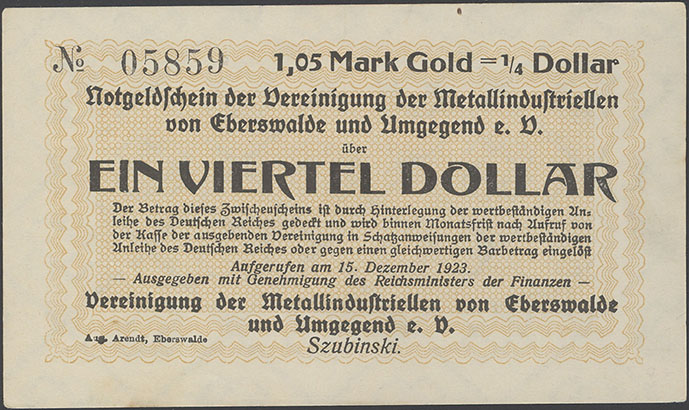 № 05859 1,05 Mark Gold = 1/4 Dollar
Notgeldschein der Vereinigung der Metallindustriellen
von Eberswalde und Umgegend e. V.
über
EIN VIERTEL DOLLAR
Der Betrag dieses Zwischenscheins ist durch Hinterlegung der wertbeständigen An-
leihe des Deutschen Reiches gedeckt und wird binnen Monatsfrist nach Aufruf von
der Kasse der ausgebenden Vereinigung in Schatzanweisungen der wertbeständigen
Anleihe des Deutschen Reiches oder gegen einen gleichwertigen Barbetrag eingelöst
Aufgerufen am 15. Dezember 1923.
— Ausgegeben mit Genehmigung des Reichsministers der Finanzen —
Vereinigung der Metallindustriellen von Eberswalde
und Umgegend e. V.
Aug. Arendt, Eberswalde
Szubinski.